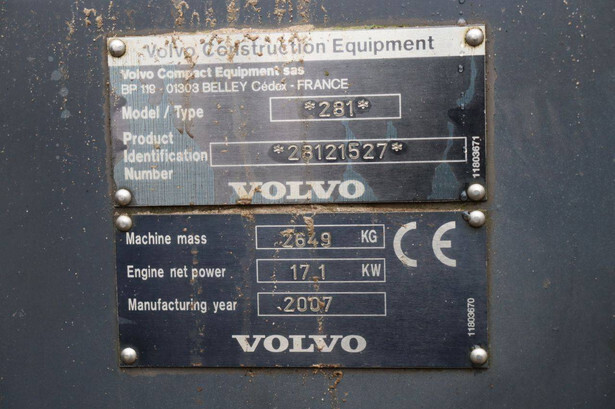 Volvo Construction Equipment
Volvo Compact Equipment sas
BP 119 - 01303 BELLEY Cédex - FRANCE
Model / Type *281*
Product
Identification *28121527*
Number
11803671
VOLVO
Machine mass 2649 KG
CE
Engine net power 17.1 KW
Manufacturing year 2007
11803670
VOLVO